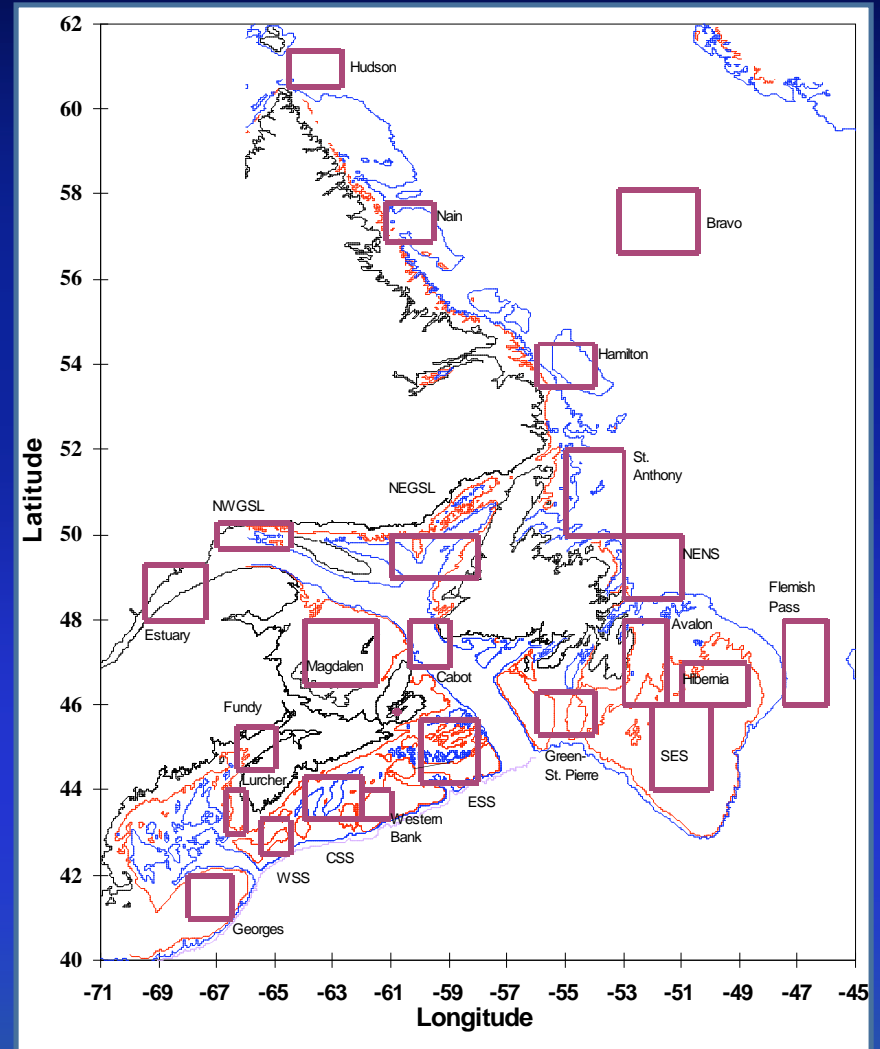 62
60
58
56
54
52
50
48
46
44
42
40
Latitude
Hudson
Nain
Bravo
Hamilton
St.
Anthony
NEGSL
NWGSL
NENS
Flemish
Pass
Estuary
Avalon
Magdalen
Cabot
Hibernia
Fundy
Lurcher
Green-
St. Pierre
SES
ESS
Western
Bank
CSS
WSS
Georges
-71 -69 -67 -65 -63 -61 -59 -57 -55 -53 -51 -49 -47 -45
Longitude